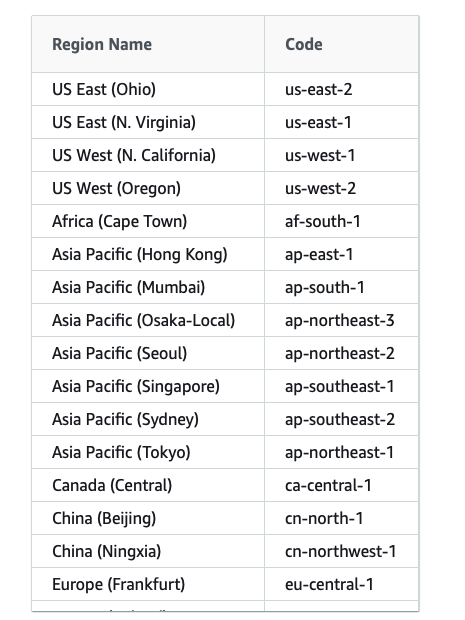 Region Name Code
US East (Ohio) us-east-2
US East (N. Virginia) us-east-1
US West (N. California) us-west-1
US West (Oregon) us-west-2
Africa (Cape Town) af-south-1
Asia Pacific (Hong Kong) ap-east-1
Asia Pacific (Mumbai) ap-south-1
Asia Pacific (Osaka-Local) ap-northeast-3
Asia Pacific (Seoul) ap-northeast-2
Asia Pacific (Singapore) ap-southeast-1
Asia Pacific (Sydney) ap-southeast-2
Asia Pacific (Tokyo) ap-northeast-1
Canada (Central) ca-central-1
China (Beijing) cn-north-1
China (Ningxia) cn-northwest-1
Europe (Frankfurt) eu-central-1